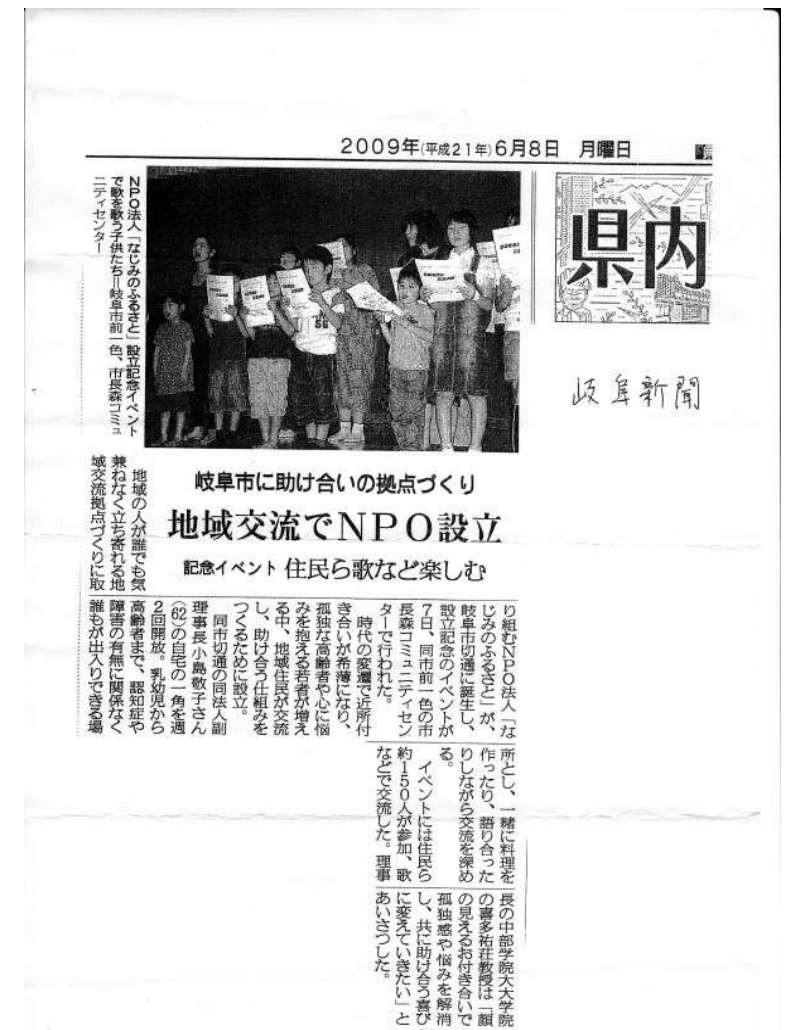 2009年(平成21年)6月8日 月曜日
県内
岐阜新聞
NPO法人「なじみのふるさと」設立記念イベント
で歌を歌う子供たち=岐阜市前一色、市長森コミュ
ニティセンター
岐阜市に助け合いの拠点づくり
地域交流でNPO設立
記念イベント 住民ら歌など楽しむ
地域の人が誰でも気
兼ねなく立ち寄れる地
域交流拠点づくりに取
り組むNPO法人「な
じみのふるさと」が、
岐阜市切通に誕生し、
設立記念のイベントが
7日、同市前一色の市
長森コミュニティセン
ターで行われた。
時代の変遷で近所付
き合いが希薄になり、
孤独な高齢者や心に悩
みを抱える若者が増え
る中、地域住民が交流
し、助け合う仕組みを
つくるために設立。
同市切通の同法人副
理事長小島敬子さん
(62)の自宅の一角を週
2回開放。乳幼児から
高齢者まで、認知症や
障害の有無に関係なく
誰もが出入りできる場
所とし、一緒に料理を
作ったり、語り合った
りしながら交流を深め
る。
イベントには住民ら
約150人が参加、歌
などで交流した。理事
長の中部学院大大学院
の喜多祐荘教授は「顔
の見えるお付き合いで
孤独感や悩みを解消
し、共に助け合う喜び
に変えていきたい」と
あいさつした。